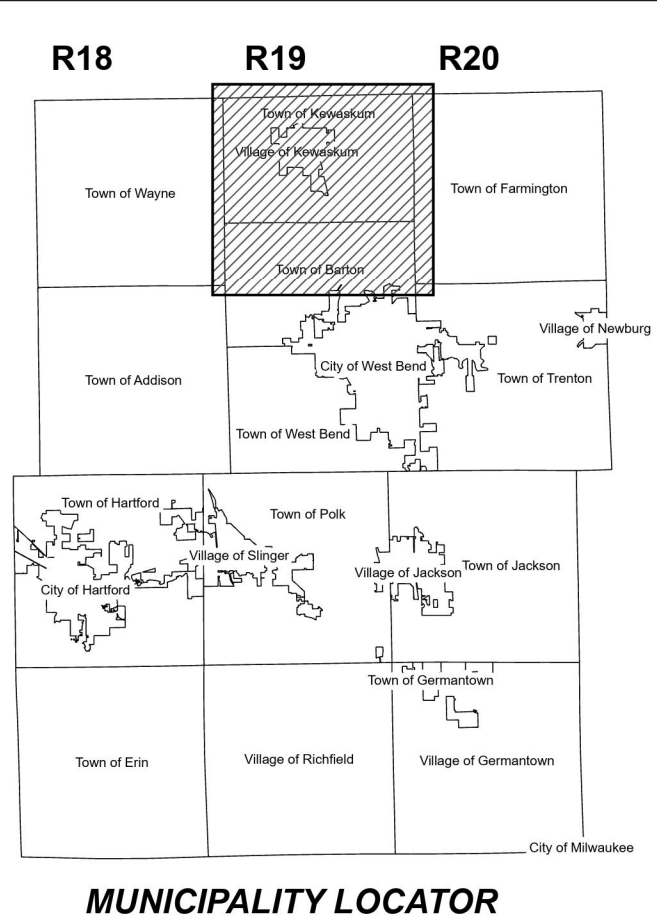 R18 R19 R20
Town of Kewaskum
Village of Kewaskum
Town of Wayne
Town of Farmington
Town of Barton
Village of Newburg
City of West Bend
Town of Addison
Town of Trenton
Town of West Bend
Town of Hartford
Town of Polk
Village of Slinger
Town of Jackson
Village of Jackson
City of Hartford
Town of Germantown
Town of Erin
Village of Richfield
Village of Germantown
City of Milwaukee
MUNICIPALITY LOCATOR